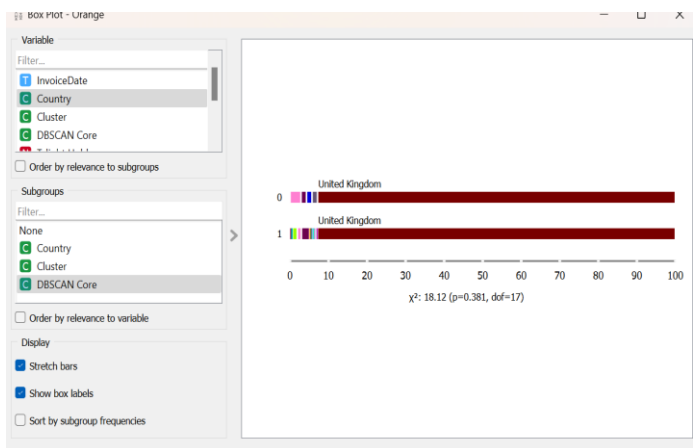 Box Plot - Orange
Variable
Filter...
T InvoiceDate
C Country
C Cluster
C DBSCAN Core
Order by relevance to subgroups
Subgroups
Filter...
None
C Country
C Cluster
C DBSCAN Core
Order by relevance to variable
Display
Stretch bars
Show box labels
Sort by subgroup frequencies
United Kingdom
0
United Kingdom
1
0 10 20 30 40 50 60 70 80 90 100
χ²: 18.12 (p=0.381, dof=17)